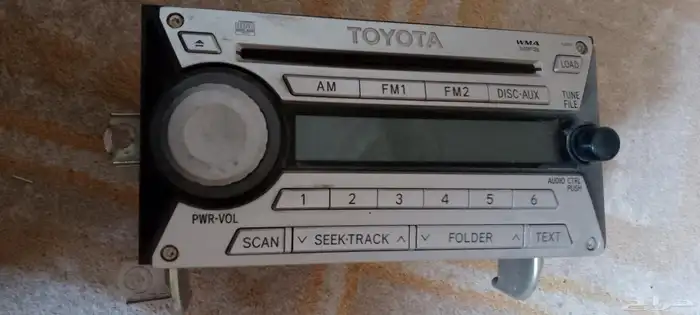 TOYOTA
WMA
LOAD
AM FM1 FM2 DISC·AUX
TUNE
FILE
AUDIO CTRL
PUSH
1 2 3 4 5 6
PWR·VOL
SCAN SEEK·TRACK FOLDER TEXT